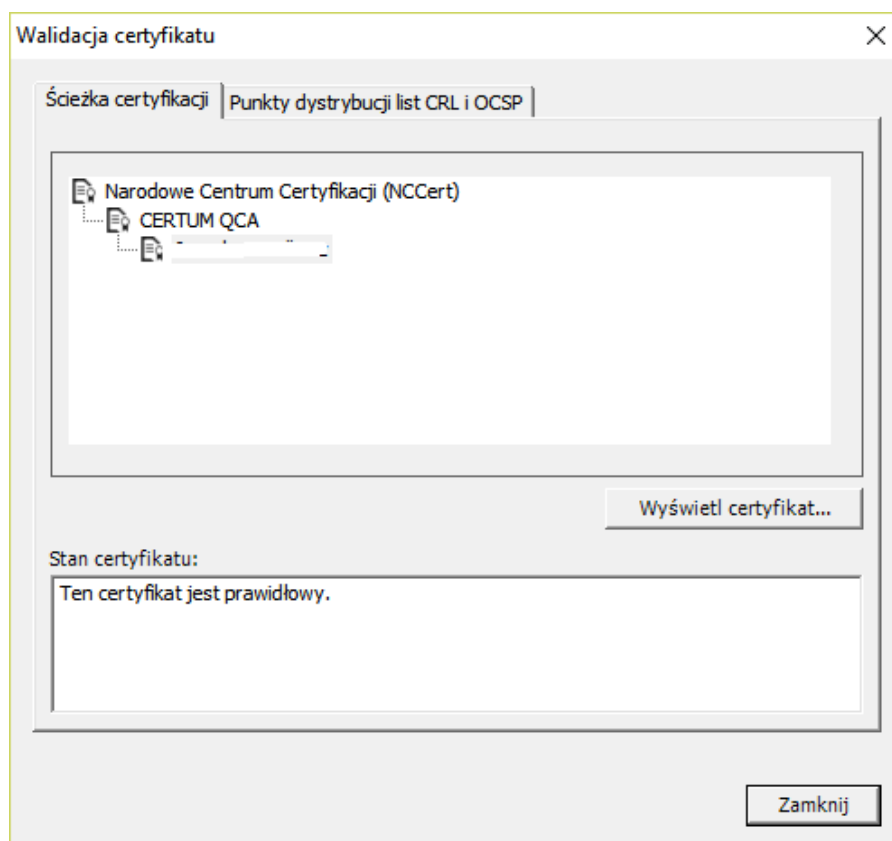 Walidacja certyfikatu
Ścieżka certyfikacji
Punkty dystrybucji list CRL i OCSP
Narodowe Centrum Certyfikacji (NCCert)
CERTUM QCA
Wyświetl certyfikat...
Stan certyfikatu:
Ten certyfikat jest prawidłowy.
Zamknij